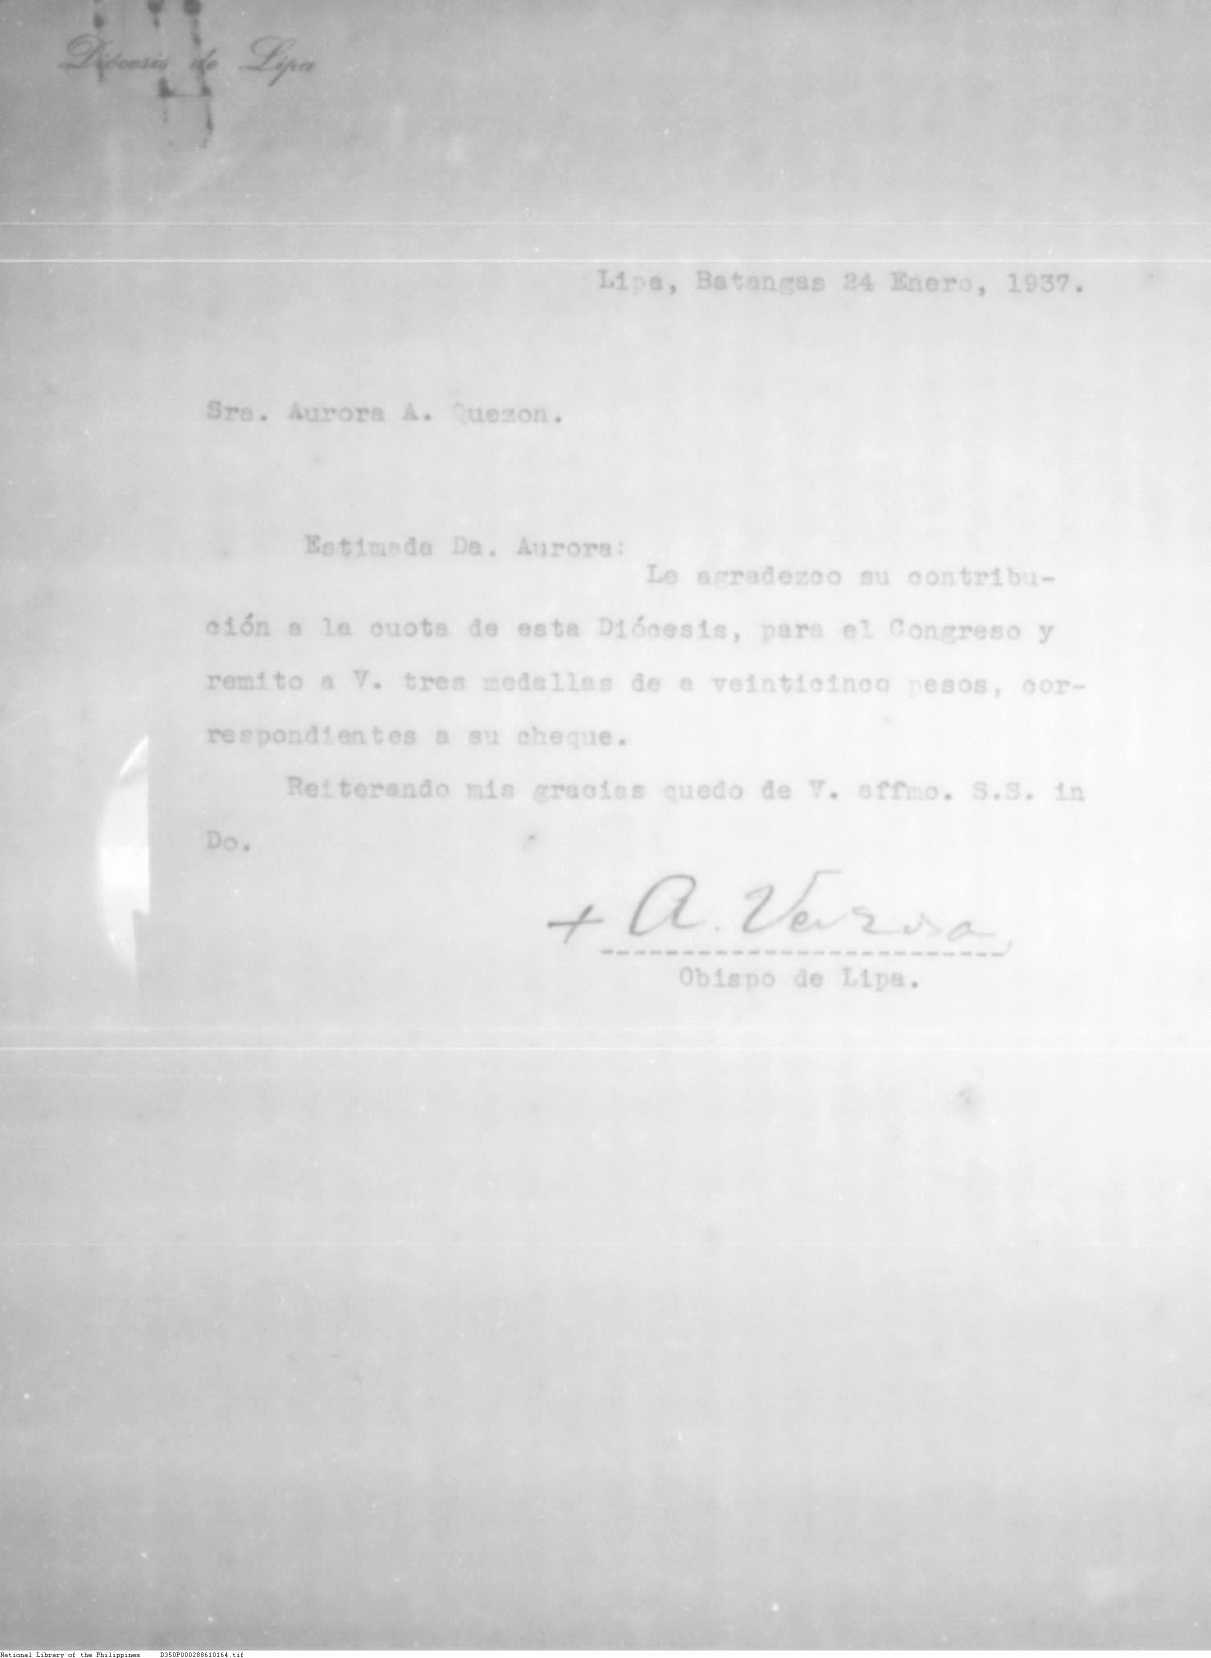 Diócesis de Lipa
Lipa, Batangas 24 Enero, 1937.
Sra. Aurora A. Quezon.
Estimada Da. Aurora:
Le agradezco su contribu-
ción a la cuota de esta Diócesis, para el Congreso y
remito a V. tres medallas de a veinticinco pesos, cor-
respondientes a su cheque.
Reiterando mis gracias quedo de V. affmo. S.S. in
Do.
+ A. Verzosa
Obispo de Lipa.
National Library of the Philippines D350P000288610164.tif